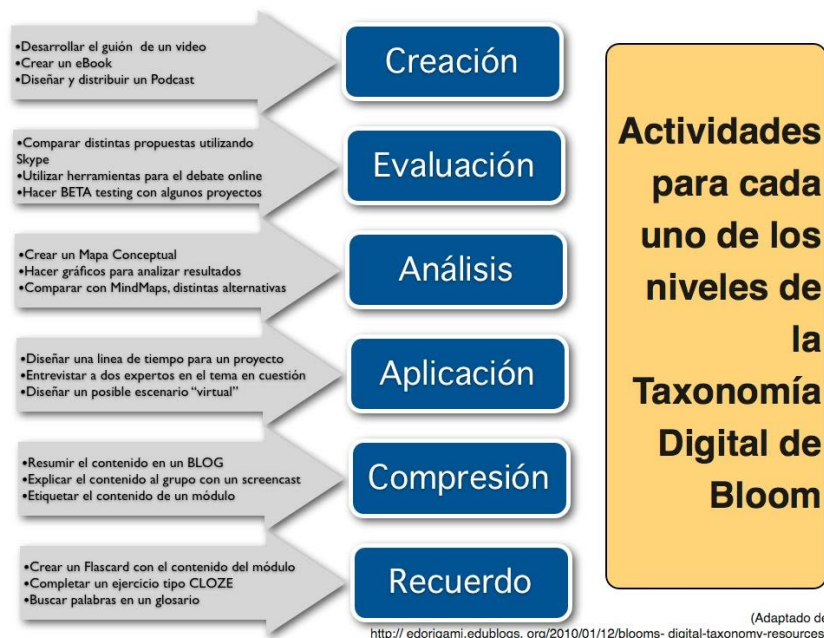 •Desarrollar el guión de un video
•Crear un eBook
•Diseñar y distribuir un Podcast
Creación
•Comparar distintas propuestas utilizando
Skype
•Utilizar herramientas para el debate online
•Hacer BETA testing con algunos proyectos
Evaluación
•Crear un Mapa Conceptual
•Hacer gráficos para analizar resultados
•Comparar con MindMaps, distintas alternativas
Análisis
•Diseñar una linea de tiempo para un proyecto
•Entrevistar a dos expertos en el tema en cuestión
•Diseñar un posible escenario “virtual”
Aplicación
•Resumir el contenido en un BLOG
•Explicar el contenido al grupo con un screencast
•Etiquetar el contenido de un módulo
Compresión
•Crear un Flascard con el contenido del módulo
•Completar un ejercicio tipo CLOZE
•Buscar palabras en un glosario
Recuerdo
Actividades
para cada
uno de los
niveles de
la
Taxonomía
Digital de
Bloom
(Adaptado de
http:// edorigami.edublogs. org/2010/01/12/blooms- digital-taxonomy-resources/